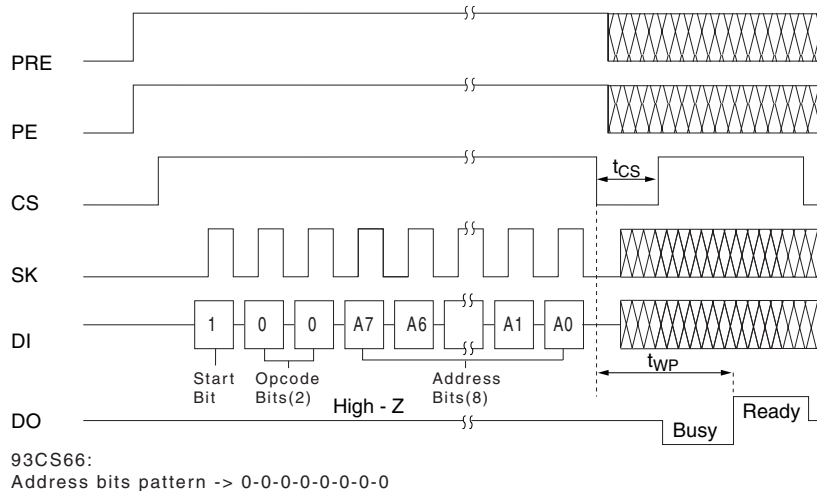 PRE
PE
CS
tCS
SK
DI
1 0 0 A7 A6 A1 A0
Start Bit
Opcode Bits(2)
Address Bits(8)
tWP
DO
High - Z
Busy
Ready
93CS66:
Address bits pattern -> 0-0-0-0-0-0-0-0